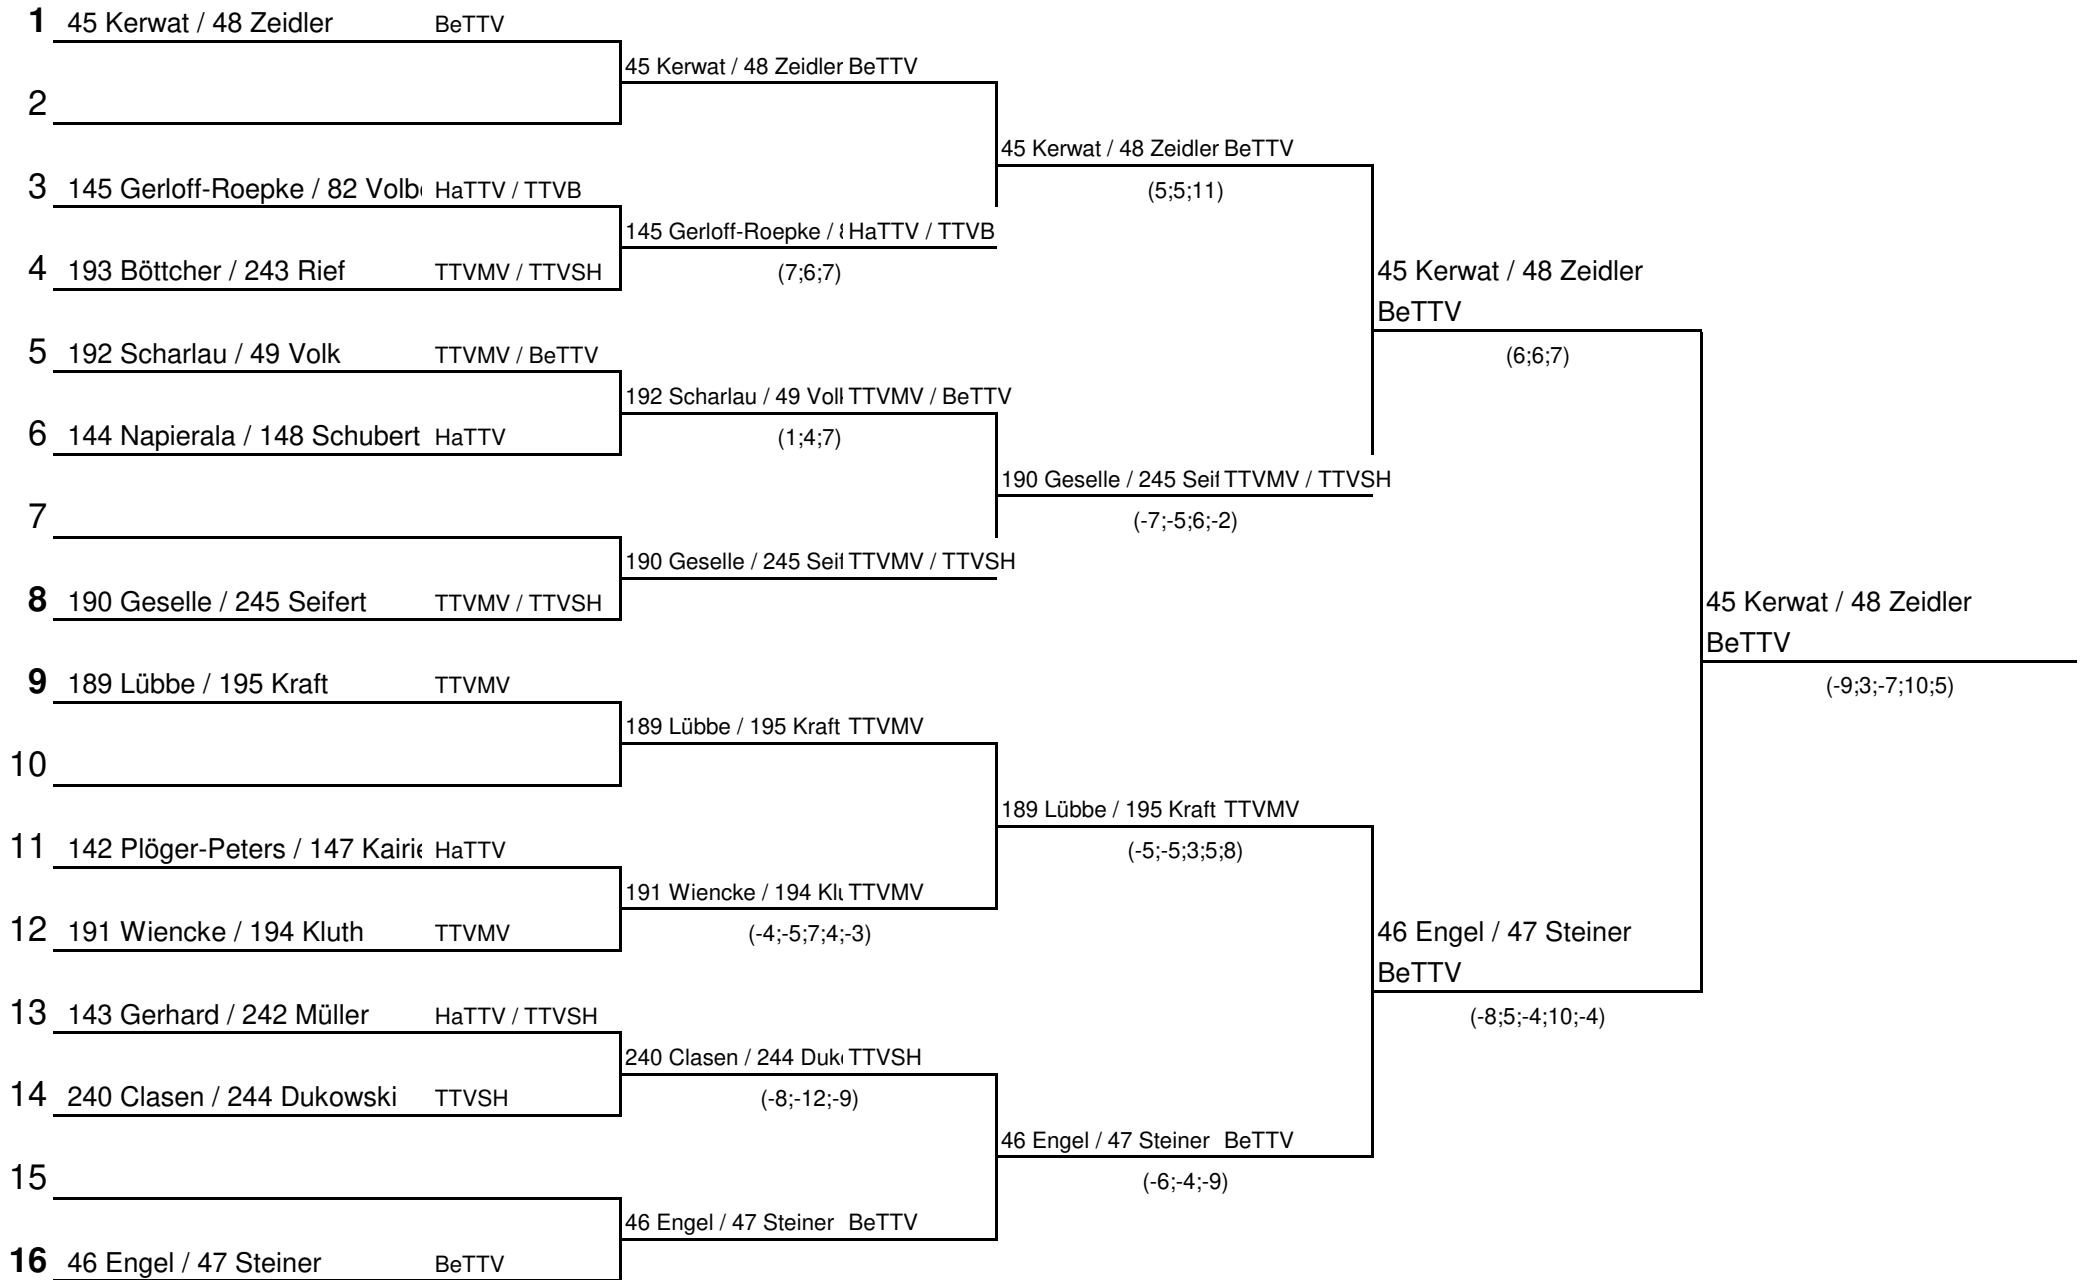 1 45 Kerwat / 48 Zeidler BeTTV
45 Kerwat / 48 Zeidler BeTTV
2
45 Kerwat / 48 Zeidler BeTTV
3 145 Gerloff-Roepke / 82 Volb HaTTV / TTVB
(5;5;11)
145 Gerloff-Roepke / HaTTV / TTVB
4 193 Böttcher / 243 Rief TTVMV / TTVSH
(7;6;7)
45 Kerwat / 48 Zeidler
BeTTV
5 192 Scharlau / 49 Volk TTVMV / BeTTV
(6;6;7)
192 Scharlau / 49 Vol TTVMV / BeTTV
6 144 Napierala / 148 Schubert HaTTV
(1;4;7)
190 Geselle / 245 Seif TTVMV / TTVSH
7
(-7;-5;6;-2)
190 Geselle / 245 Seif TTVMV / TTVSH
8 190 Geselle / 245 Seifert TTVMV / TTVSH
45 Kerwat / 48 Zeidler
BeTTV
9 189 Lübbe / 195 Kraft TTVMV
(-9;3;-7;10;5)
189 Lübbe / 195 Kraft TTVMV
10
189 Lübbe / 195 Kraft TTVMV
11 142 Plöger-Peters / 147 Kairi HaTTV
(-5;-5;3;5;8)
191 Wiencke / 194 Kl TTVMV
12 191 Wiencke / 194 Kluth TTVMV
(-4;-5;7;4;-3)
46 Engel / 47 Steiner
BeTTV
13 143 Gerhard / 242 Müller HaTTV / TTVSH
(-8;5;-4;10;-4)
240 Clasen / 244 Duk TTVSH
14 240 Clasen / 244 Dukowski TTVSH
(-8;-12;-9)
46 Engel / 47 Steiner BeTTV
15
(-6;-4;-9)
46 Engel / 47 Steiner BeTTV
16 46 Engel / 47 Steiner BeTTV